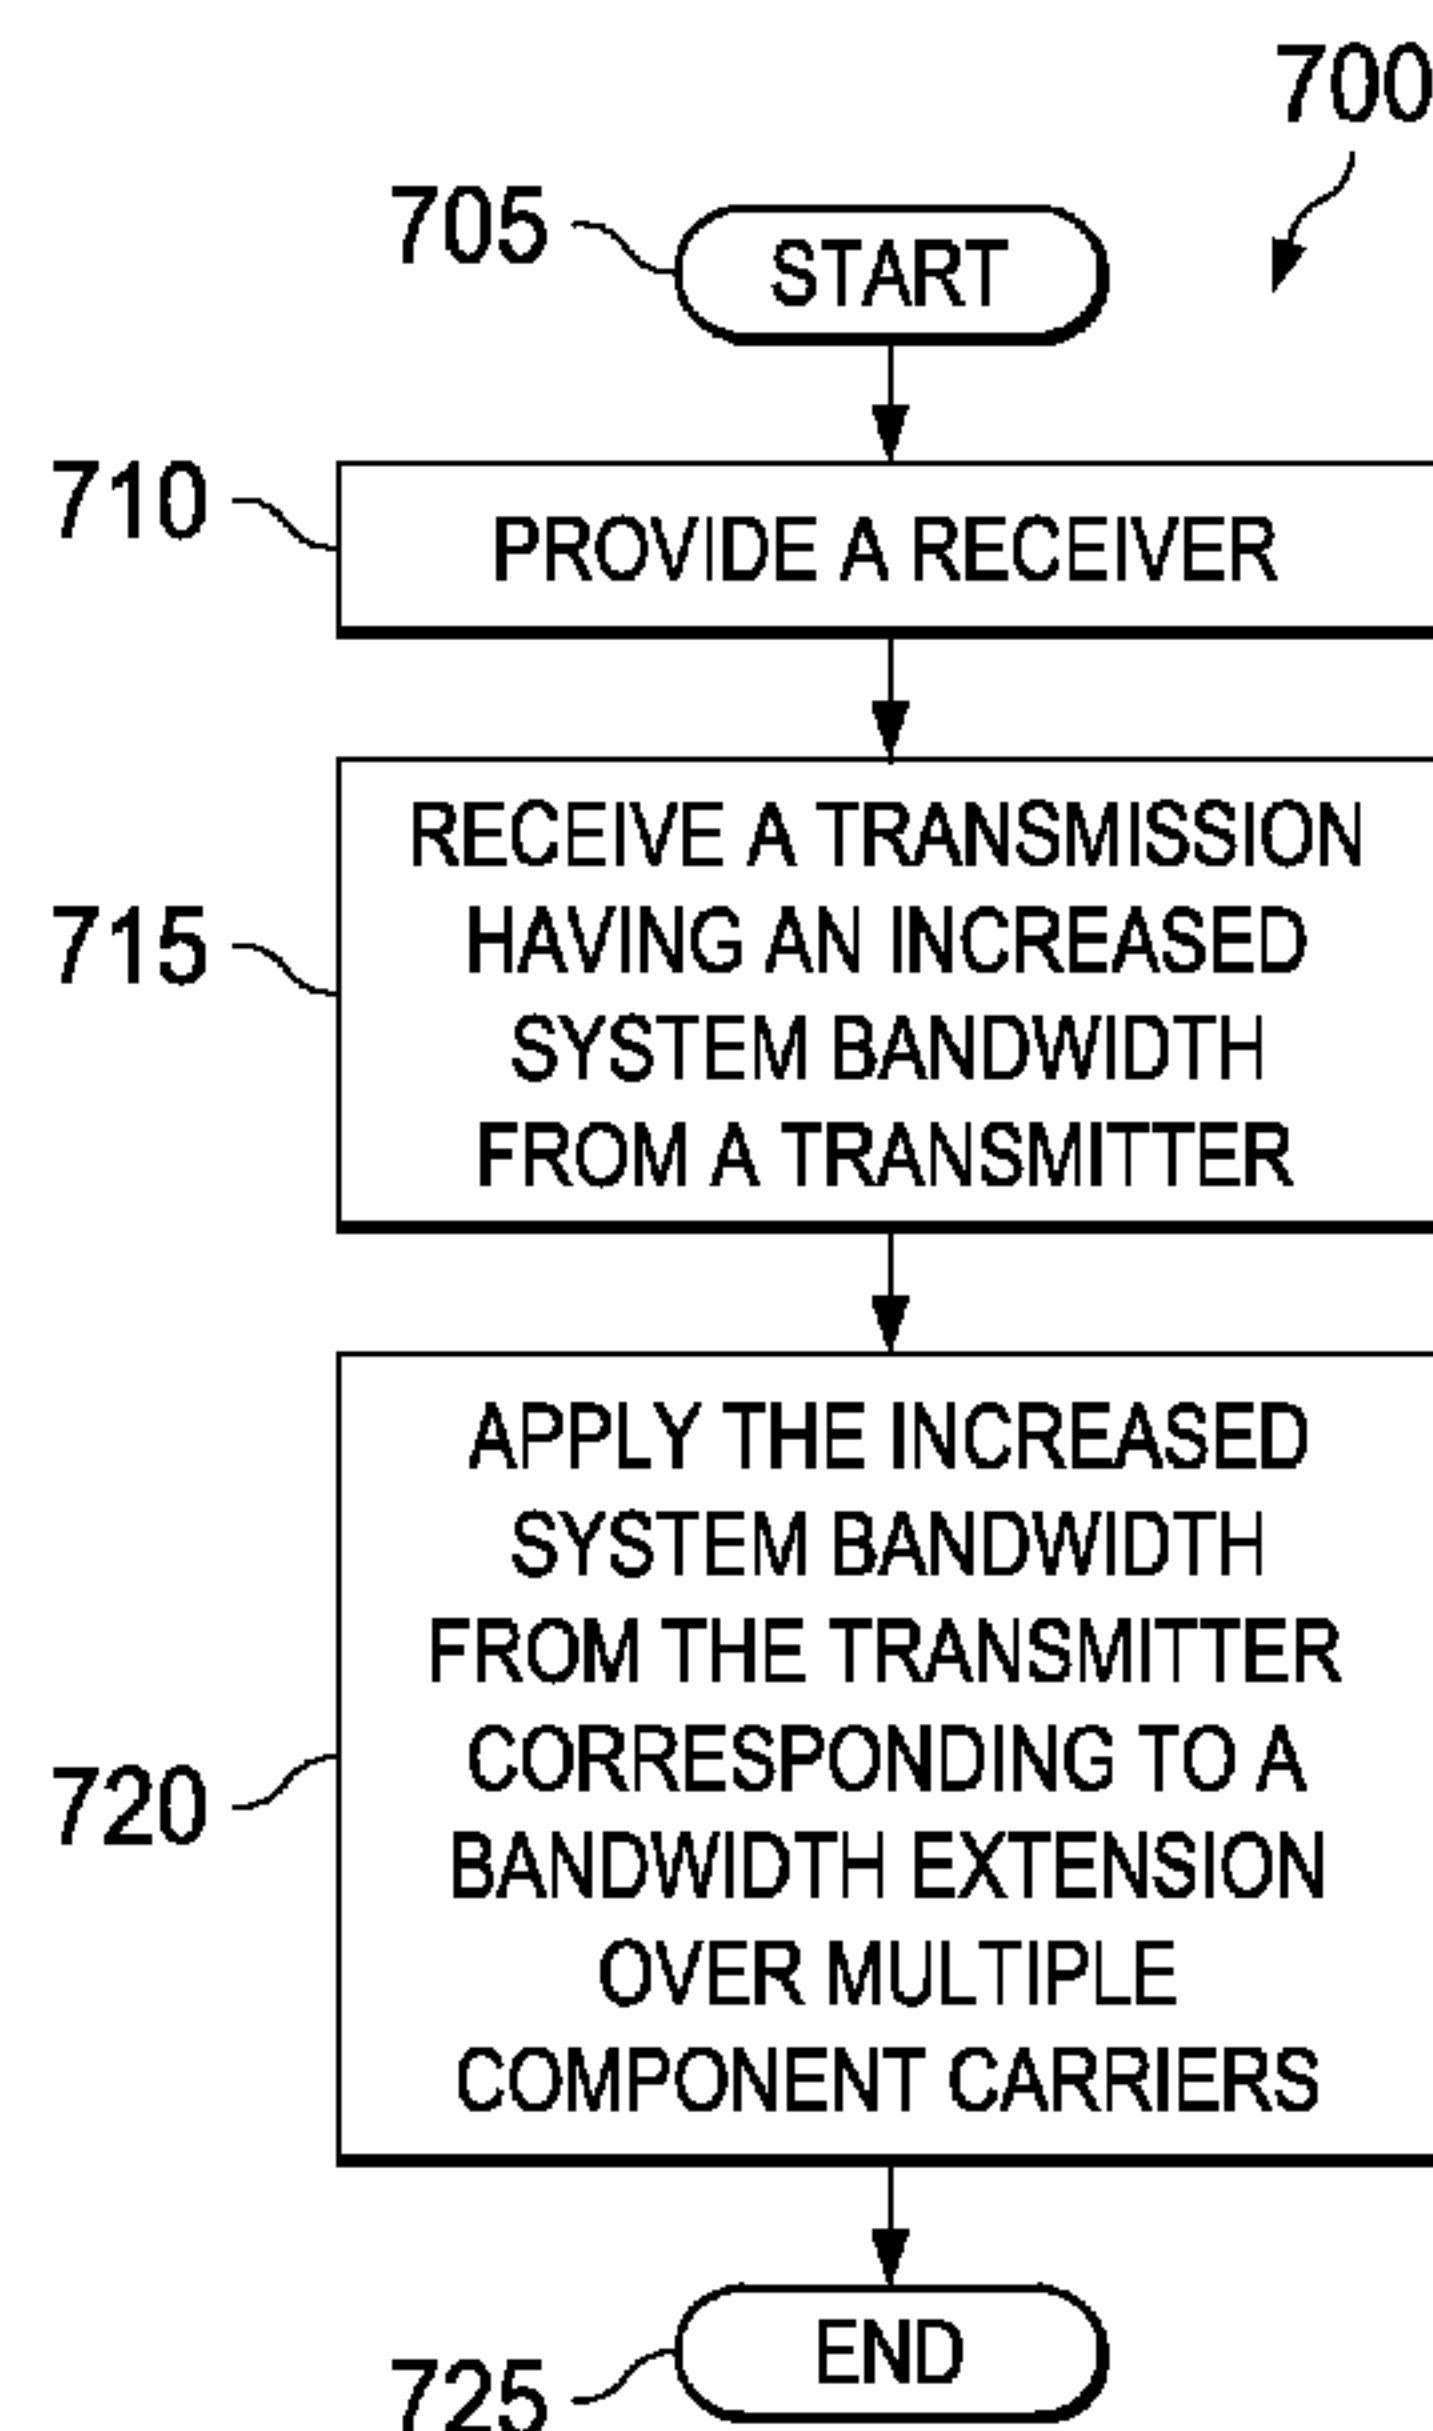 700
705
START
710
PROVIDE A RECEIVER
715
RECEIVE A TRANSMISSION
HAVING AN INCREASED
SYSTEM BANDWIDTH
FROM A TRANSMITTER
720
APPLY THE INCREASED
SYSTEM BANDWIDTH
FROM THE TRANSMITTER
CORRESPONDING TO A
BANDWIDTH EXTENSION
OVER MULTIPLE
COMPONENT CARRIERS
725
END